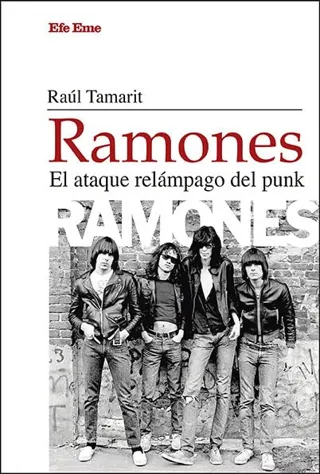 Efe Eme
Raúl Tamarit
Ramones
El ataque relámpago del punk
RAMONES